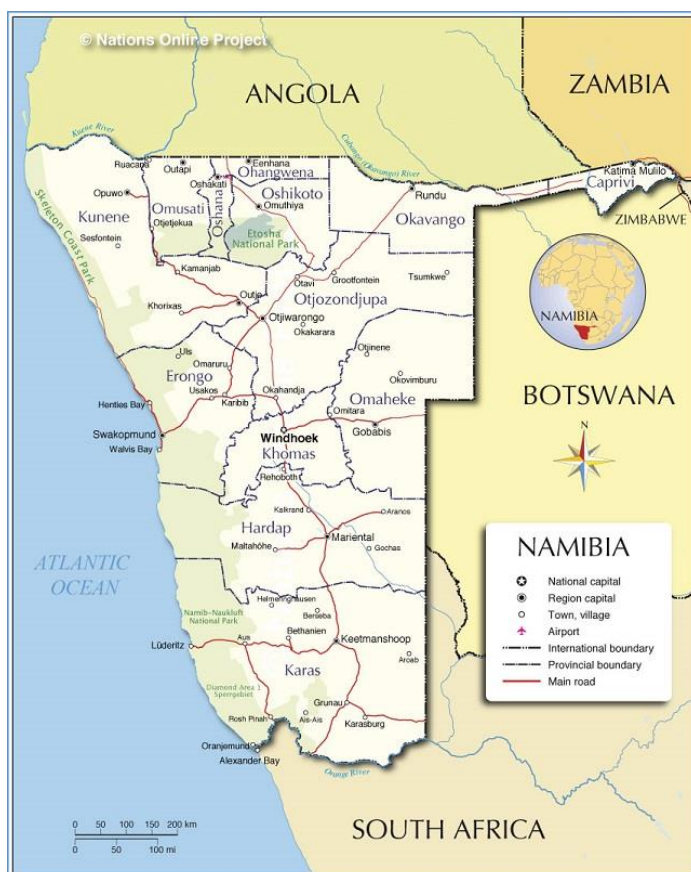 © Nations Online Project
ANGOLA
ZAMBIA
Kunene River
Cubango (Okavango) River
Ruacana
Outapi
Eenhana
Ohangwena
Oshakati
Oshikoto
Katima Mulilo
Caprivi
Opuwo
Omusati
Oshana
Omuthiya
Rundu
ZIMBABWE
Kunene
Okavango
Skeleton Coast Park
Otjetjekua
Etosha
National Park
Sesfontein
Kamanjab
Otavi
Grootfontein
Tsumkwe
Otjozondjupa
Khorixas
Outjo
Otjiwarongo
NAMIBIA
Okakarara
Uis
Otjinene
Omaruru
Erongo
Okovimburu
Usakos
Karibib
Okahandja
Omaheke
BOTSWANA
Henties Bay
Omitara
Swakopmund
Windhoek
Gobabis
N
Walvis Bay
Khomas
Rehoboth
Kalkrand
Aranos
Hardap
Mariental
Maltahöhe
Gochas
NAMIBIA
National capital
Region capital
Town, village
Airport
International boundary
Provincial boundary
Main road
ATLANTIC
OCEAN
Helmeringhausen
Berseba
Namib-Naukluft
National Park
Bethanien
Keetmanshoop
Lüderitz
Aus
Aroab
Karas
Diamond Area 1
Sperrgebiet
Grunau
Rosh Pinah
Ais-Ais
Karasburg
Oranjemund
Alexander Bay
Orange River
0 50 100 150 200 km
0 50 100 mi
SOUTH AFRICA